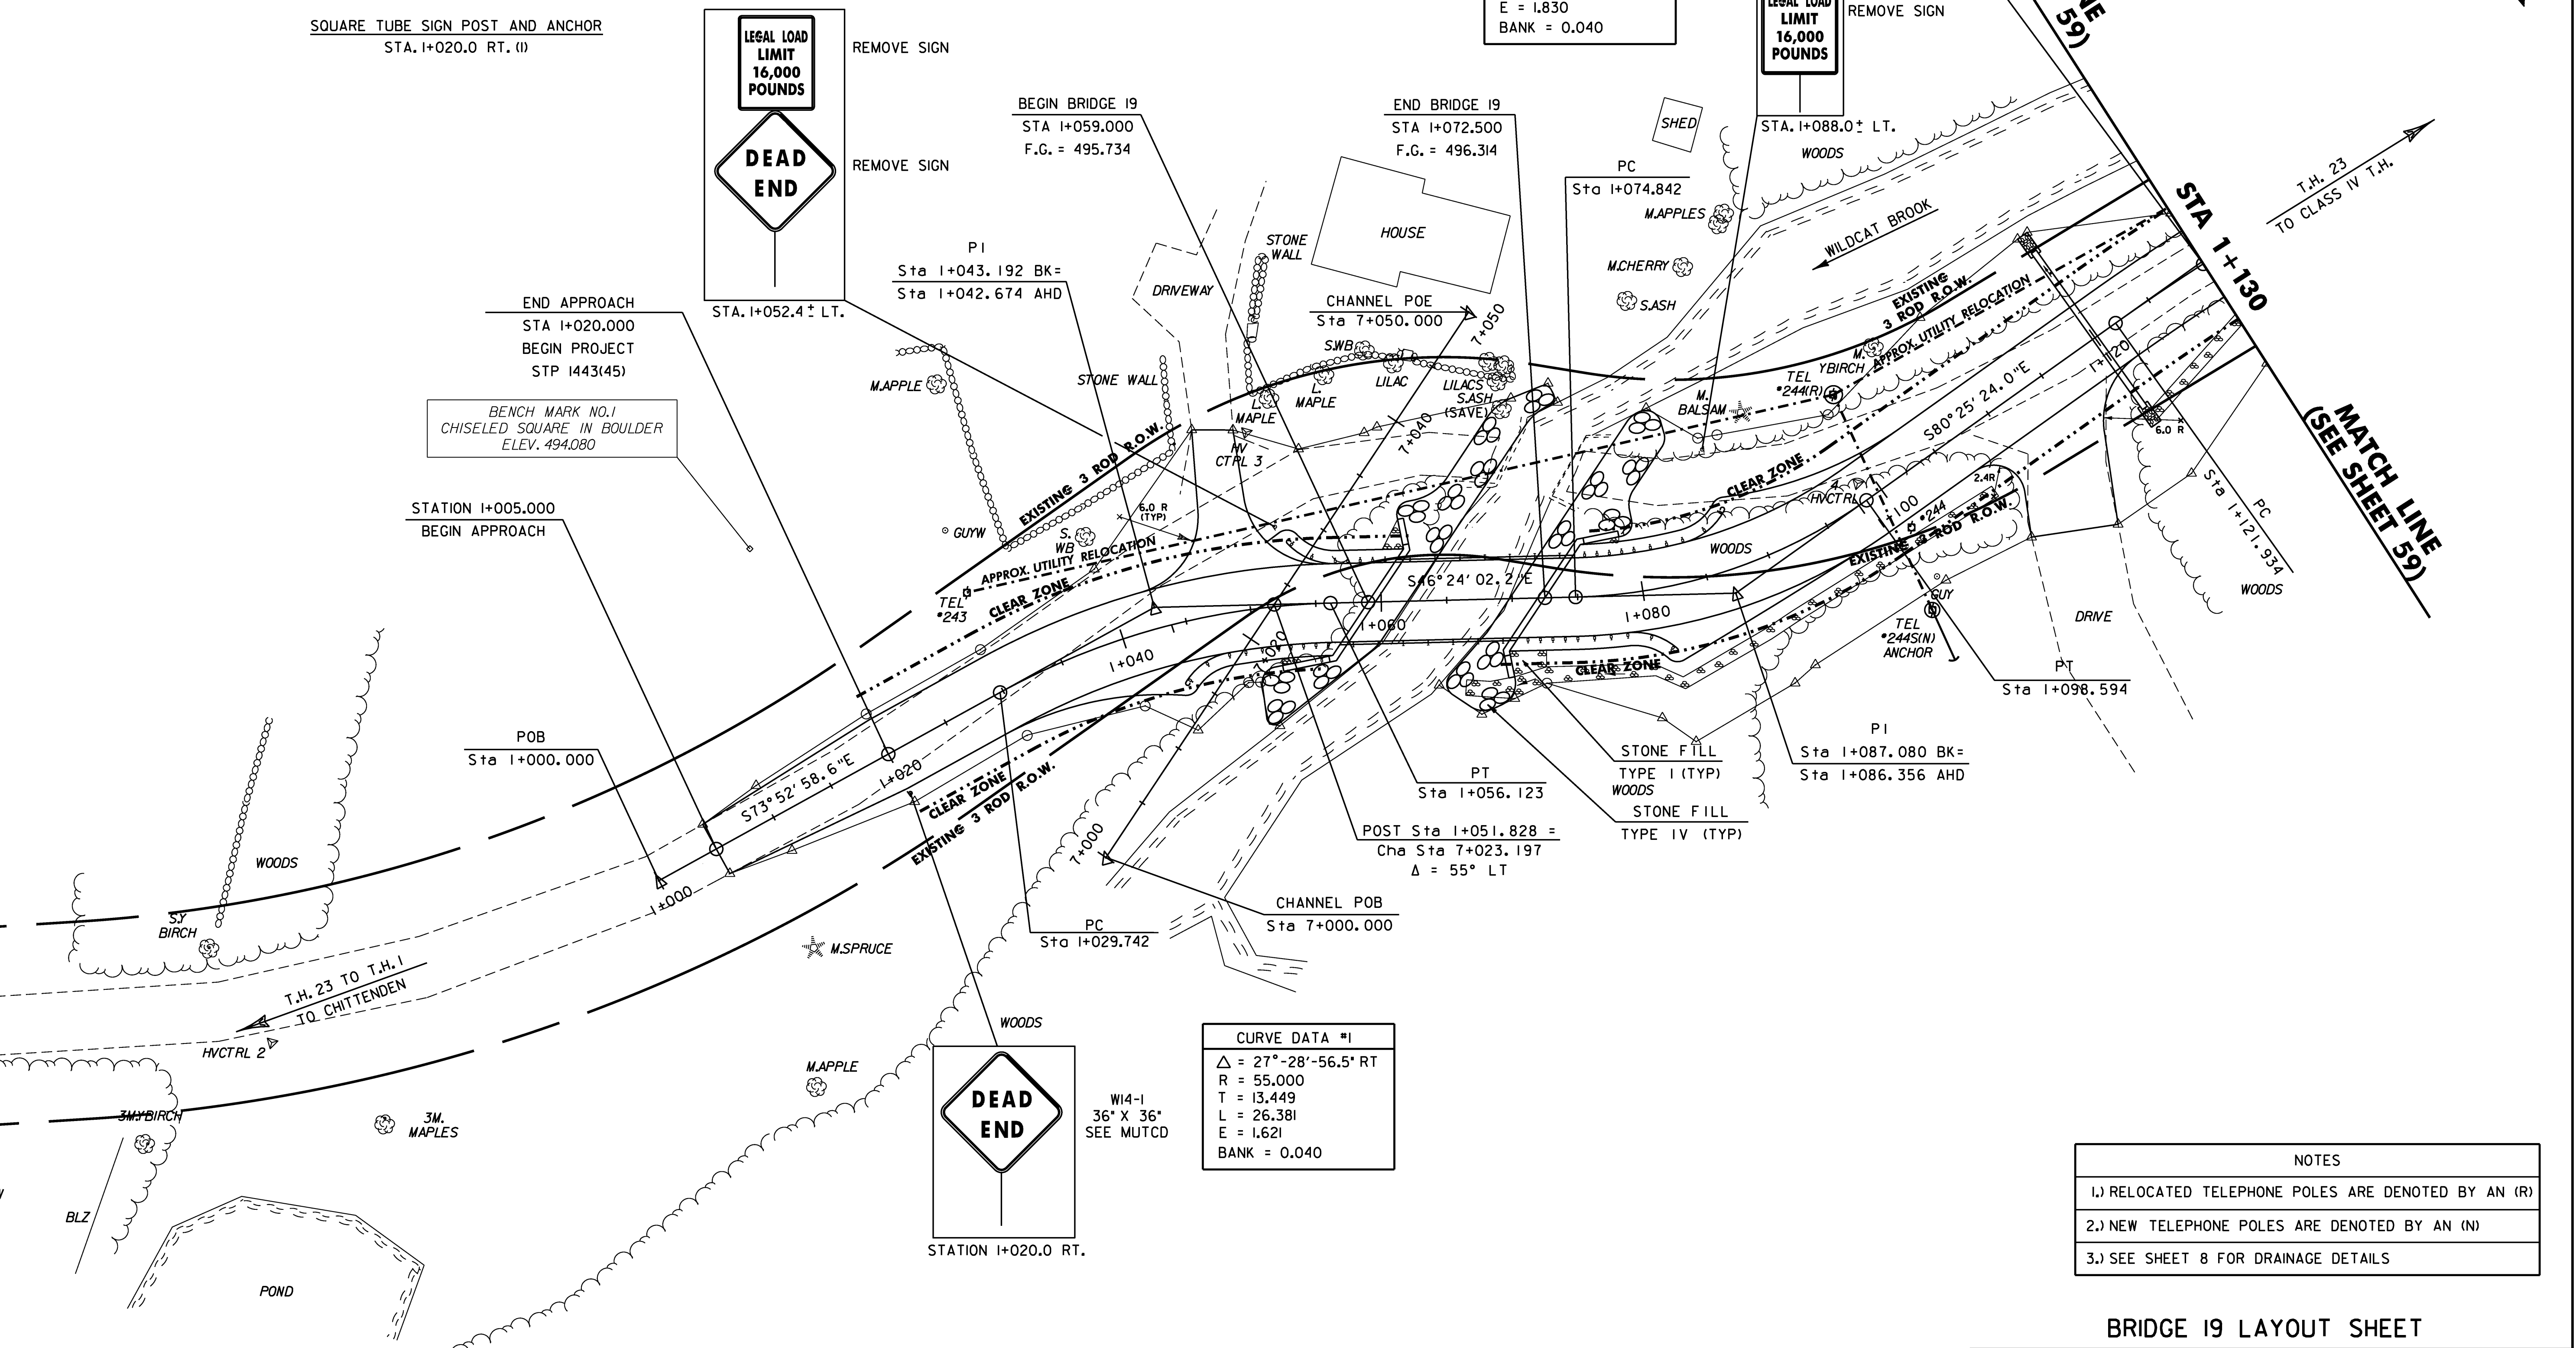 SQUARE TUBE SIGN POST AND ANCHOR
STA. 1+020.0 RT. (1)
LEGAL LOAD
LIMIT
16,000
POUNDS
REMOVE SIGN
DEAD
END
REMOVE SIGN
STA. 1+052.4± LT.
E = 1.830
BANK = 0.040
LEGAL LOAD
LIMIT
16,000
POUNDS
REMOVE SIGN
STA. 1+088.0± LT.
WOODS
59)
STA 1+130
MATCH LINE
(SEE SHEET 59)
T.H. 23
TO CLASS IV T.H.
BEGIN BRIDGE 19
STA 1+059.000
F.G. = 495.734
END BRIDGE 19
STA 1+072.500
F.G. = 496.314
SHED
PC
Sta 1+074.842
M.APPLES
HOUSE
M.CHERRY
S.ASH
WILDCAT BROOK
EXISTING
3 ROD R.O.W.
APPROX. UTILITY RELOCATION
PI
Sta 1+043.192 BK=
Sta 1+042.674 AHD
DRIVEWAY
STONE
WALL
CHANNEL POE
Sta 7+050.000
7+050
END APPROACH
STA 1+020.000
BEGIN PROJECT
STP 1443(45)
BENCH MARK NO.1
CHISELED SQUARE IN BOULDER
ELEV. 494.080
STATION 1+005.000
BEGIN APPROACH
M.APPLE
STONE WALL
S.WB
LILAC
LILACS
S.ASH
(SAVE)
L.
MAPLE
L.
MAPLE
HV
CTRL 3
7+040
M.
BALSAM
TEL
#244(R)
M.
YBIRCH
1+120
S80° 25' 24.0"E
6.0 R
PC
Sta 1+121.934
WOODS
GUYW
EXISTING 3 ROD R.O.W.
6.0 R
(TYP)
S.
WB
APPROX. UTILITY RELOCATION
CLEAR ZONE
TEL
#243
CLEAR ZONE
4
HVCTRL
1+100
#244
2.4R
EXISTING 3 ROD R.O.W.
WOODS
S46° 24' 02.2"E
1+060
1+080
1+040
7+020
GUY
TEL
#244S(N)
ANCHOR
DRIVE
CLEAR ZONE
PT
Sta 1+098.594
PI
Sta 1+087.080 BK=
Sta 1+086.356 AHD
STONE FILL
TYPE I (TYP)
WOODS
STONE FILL
TYPE IV (TYP)
PT
Sta 1+056.123
POST Sta 1+051.828 =
Cha Sta 7+023.197
Δ = 55° LT
CHANNEL POB
Sta 7+000.000
7+000
POB
Sta 1+000.000
S73° 52' 58.6"E
1+020
CLEAR ZONE
EXISTING 3 ROD R.O.W.
1+000
PC
Sta 1+029.742
WOODS
S.Y
BIRCH
M.SPRUCE
T.H. 23 TO T.H. 1
TO CHITTENDEN
HVCTRL 2
WOODS
M.APPLE
3M.YBIRCH
3M.
MAPLES
BLZ
POND
DEAD
END
W14-1
36" X 36"
SEE MUTCD
STATION 1+020.0 RT.
CURVE DATA #1
Δ = 27°-28'-56.5" RT
R = 55.000
T = 13.449
L = 26.381
E = 1.621
BANK = 0.040
NOTES
1.) RELOCATED TELEPHONE POLES ARE DENOTED BY AN (R)
2.) NEW TELEPHONE POLES ARE DENOTED BY AN (N)
3.) SEE SHEET 8 FOR DRAINAGE DETAILS
BRIDGE 19 LAYOUT SHEET